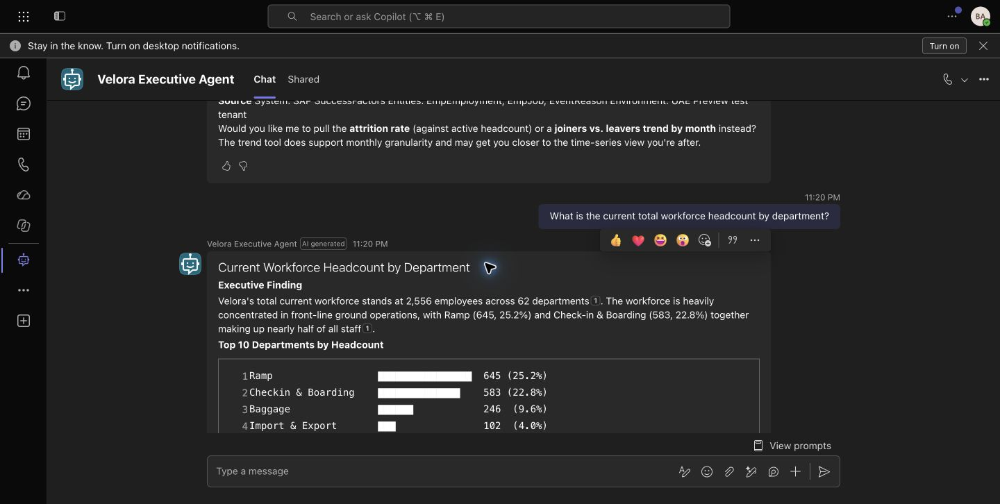 Search or ask Copilot (⌥ ⌘ E)
BA
Stay in the know. Turn on desktop notifications.
Turn on
Velora Executive Agent
Chat
Shared
Source System: SAP SuccessFactors Entities: EmpEmployment, EmpJob, EventReason Environment: UAE Preview test
tenant
Would you like me to pull the attrition rate (against active headcount) or a joiners vs. leavers trend by month instead?
The trend tool does support monthly granularity and may get you closer to the time-series view you're after.
11:20 PM
What is the current total workforce headcount by department?
Velora Executive Agent AI generated 11:20 PM
Current Workforce Headcount by Department
Executive Finding
Velora's total current workforce stands at 2,556 employees across 62 departments 1. The workforce is heavily
concentrated in front-line ground operations, with Ramp (645, 25.2%) and Check-in & Boarding (583, 22.8%) together
making up nearly half of all staff 1.
Top 10 Departments by Headcount
1 Ramp 645 (25.2%)
2 Checkin & Boarding 583 (22.8%)
3 Baggage 246 (9.6%)
4 Import & Export 102 (4.0%)
View prompts
Type a message